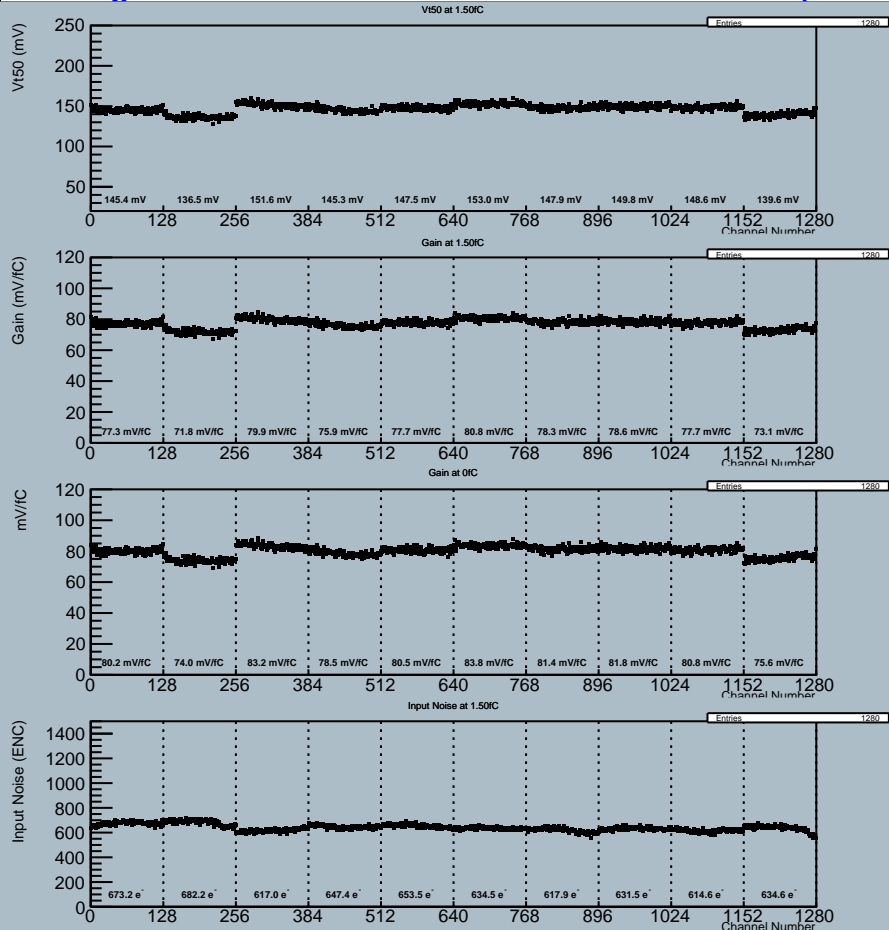 Vt50 at 1.50fC
Entries 1280
Vt50 (mV)
250
200
150
100
50
145.4 mV 136.5 mV 151.6 mV 145.3 mV 147.5 mV 153.0 mV 147.9 mV 149.8 mV 148.6 mV 139.6 mV
0 128 256 384 512 640 768 896 1024 1152 1280
Channel Number
Gain at 1.50fC
Entries 1280
Gain (mV/fC)
120
100
80
60
40
20
0
77.3 mV/fC 71.8 mV/fC 79.9 mV/fC 75.9 mV/fC 77.7 mV/fC 80.8 mV/fC 78.3 mV/fC 78.6 mV/fC 77.7 mV/fC 73.1 mV/fC
0 128 256 384 512 640 768 896 1024 1152 1280
Channel Number
Gain at 0fC
Entries 1280
mV/fC
120
100
80
60
40
20
0
80.2 mV/fC 74.0 mV/fC 83.2 mV/fC 78.5 mV/fC 80.5 mV/fC 83.8 mV/fC 81.4 mV/fC 81.8 mV/fC 80.8 mV/fC 75.6 mV/fC
0 128 256 384 512 640 768 896 1024 1152 1280
Channel Number
Input Noise at 1.50fC
Entries 1280
Input Noise (ENC)
1400
1200
1000
800
600
400
200
0
673.2 e⁻ 682.2 e⁻ 617.0 e⁻ 647.4 e⁻ 653.5 e⁻ 634.5 e⁻ 617.9 e⁻ 631.5 e⁻ 614.6 e⁻ 634.6 e⁻
0 128 256 384 512 640 768 896 1024 1152 1280
Channel Number